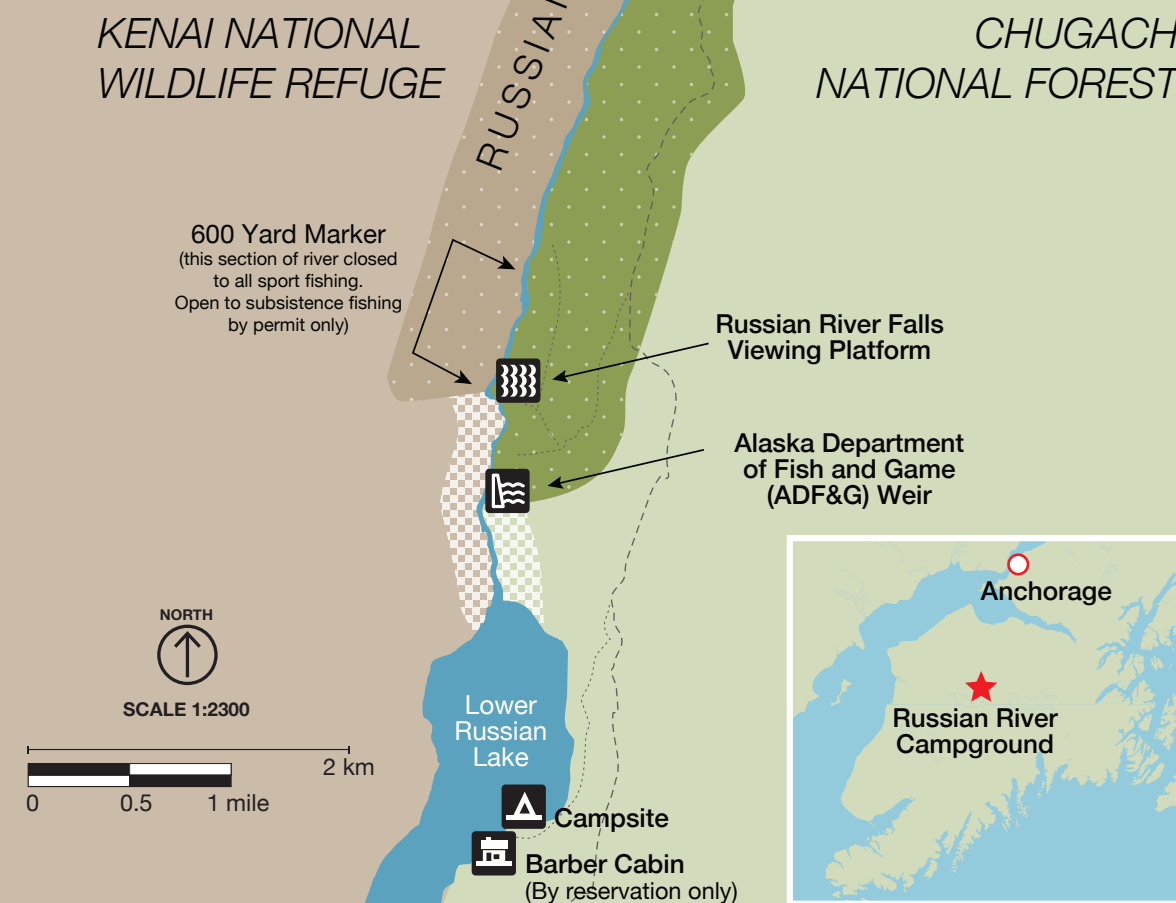 KENAI NATIONAL
WILDLIFE REFUGE
CHUGACH
NATIONAL FOREST
RUSSIAN
600 Yard Marker
(this section of river closed
to all sport fishing.
Open to subsistence fishing
by permit only)
Russian River Falls
Viewing Platform
Alaska Department
of Fish and Game
(ADF&G) Weir
Anchorage
Russian River
Campground
NORTH
SCALE 1:2300
2 km
0 0.5 1 mile
Lower
Russian
Lake
Campsite
Barber Cabin
(By reservation only)